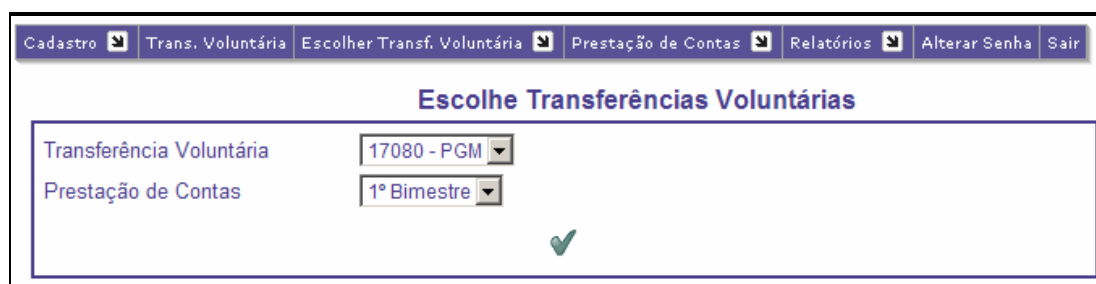 Cadastro Trans. Voluntária Escolher Transf. Voluntária Prestação de Contas Relatórios Alterar Senha Sair
Escolhe Transferências Voluntárias
Transferência Voluntária 17080 - PGM
Prestação de Contas 1º Bimestre